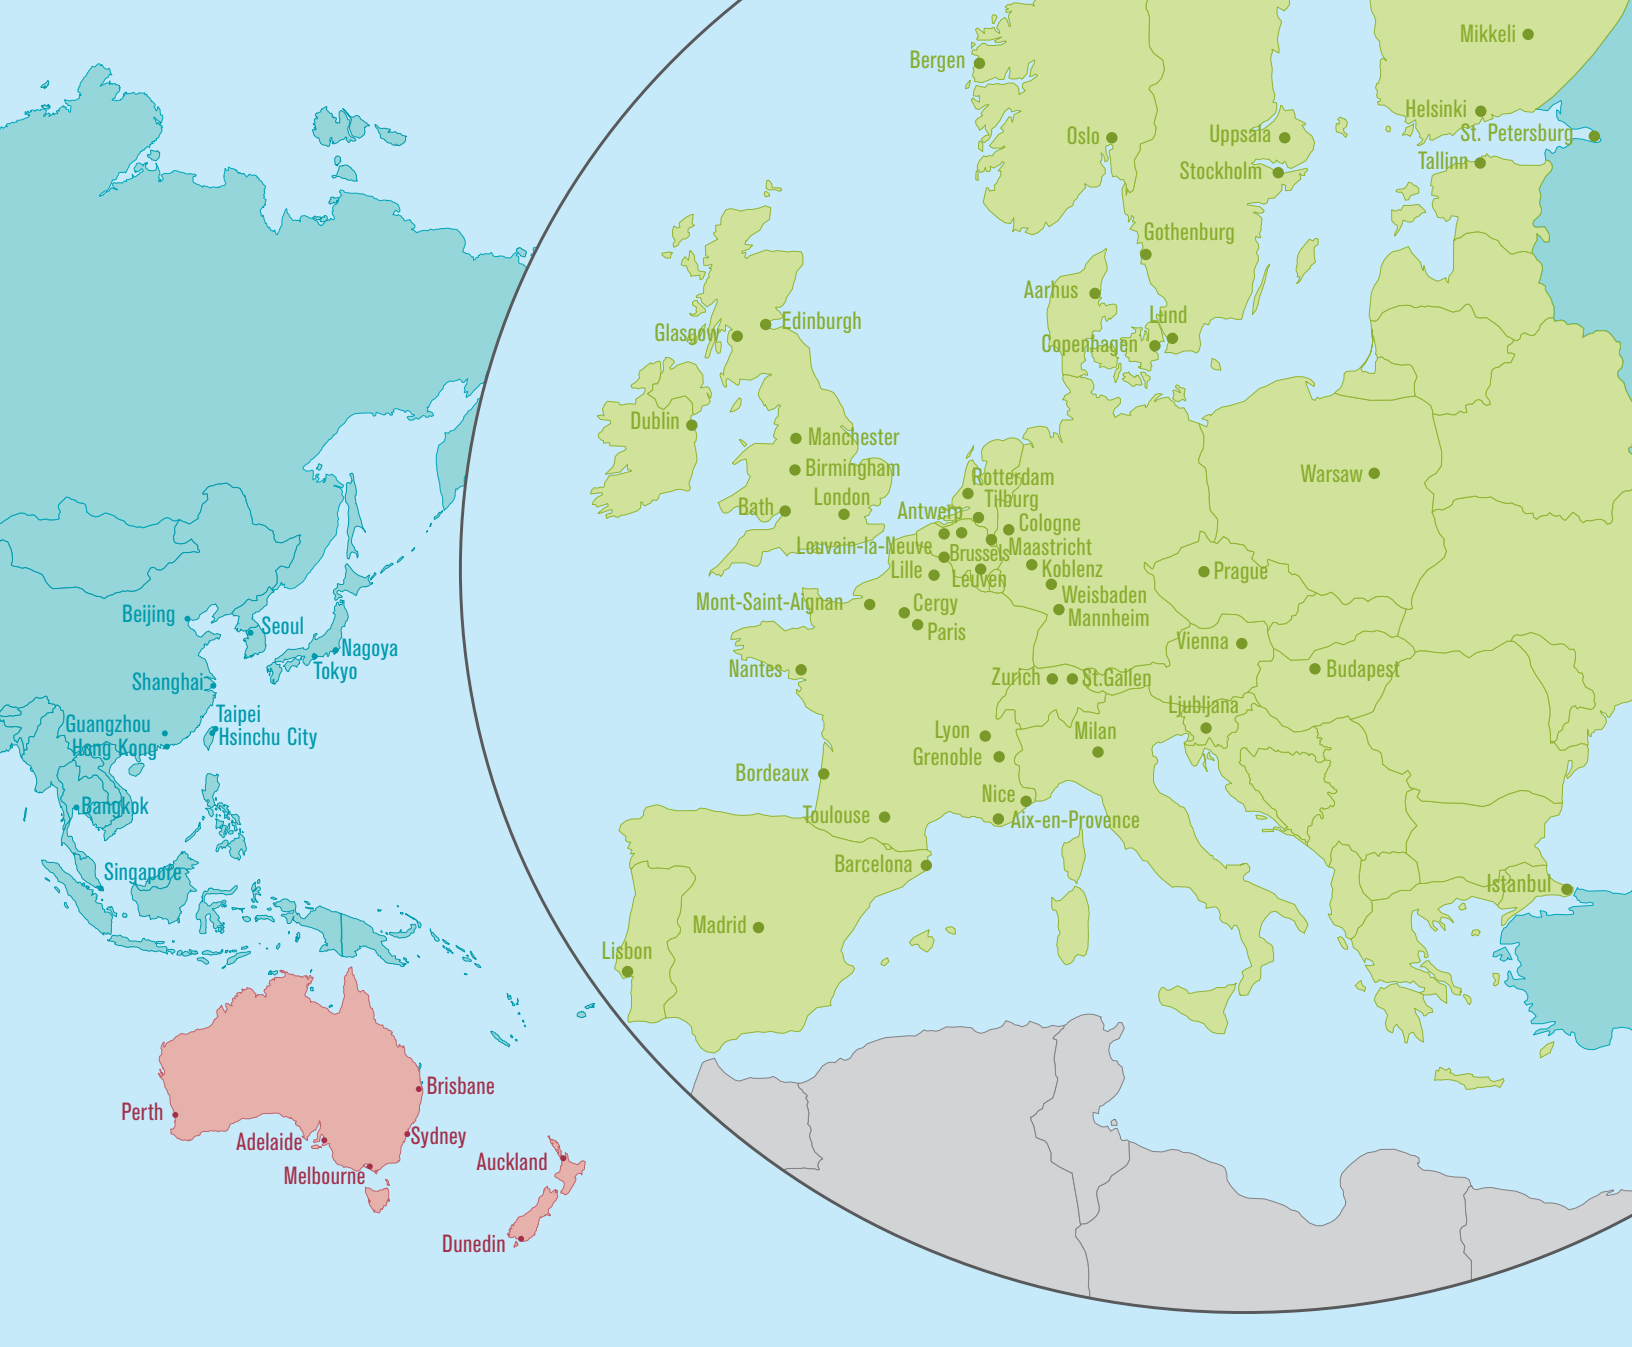 Mikkeli
Bergen
Helsinki
Oslo
Uppsala
St. Petersburg
Tallinn
Stockholm
Gothenburg
Aarhus
Lund
Edinburgh
Glasgow
Copenhagen
Dublin
Manchester
Birmingham
Warsaw
Rotterdam
London
Tilburg
Bath
Antwerp
Cologne
Louvain-la-Neuve
Maastricht
Brussels
Lille
Koblenz
Prague
Leuven
Weisbaden
Mont-Saint-Aignan
Cergy
Mannheim
Paris
Vienna
Nantes
Budapest
Zurich
St.Gallen
Ljubljana
Lyon
Milan
Grenoble
Bordeaux
Nice
Toulouse
Aix-en-Provence
Barcelona
Istanbul
Madrid
Lisbon
Beijing
Seoul
Nagoya
Tokyo
Shanghai
Taipei
Guangzhou
Hsinchu City
Hong Kong
Bangkok
Singapore
Brisbane
Perth
Sydney
Adelaide
Auckland
Melbourne
Dunedin